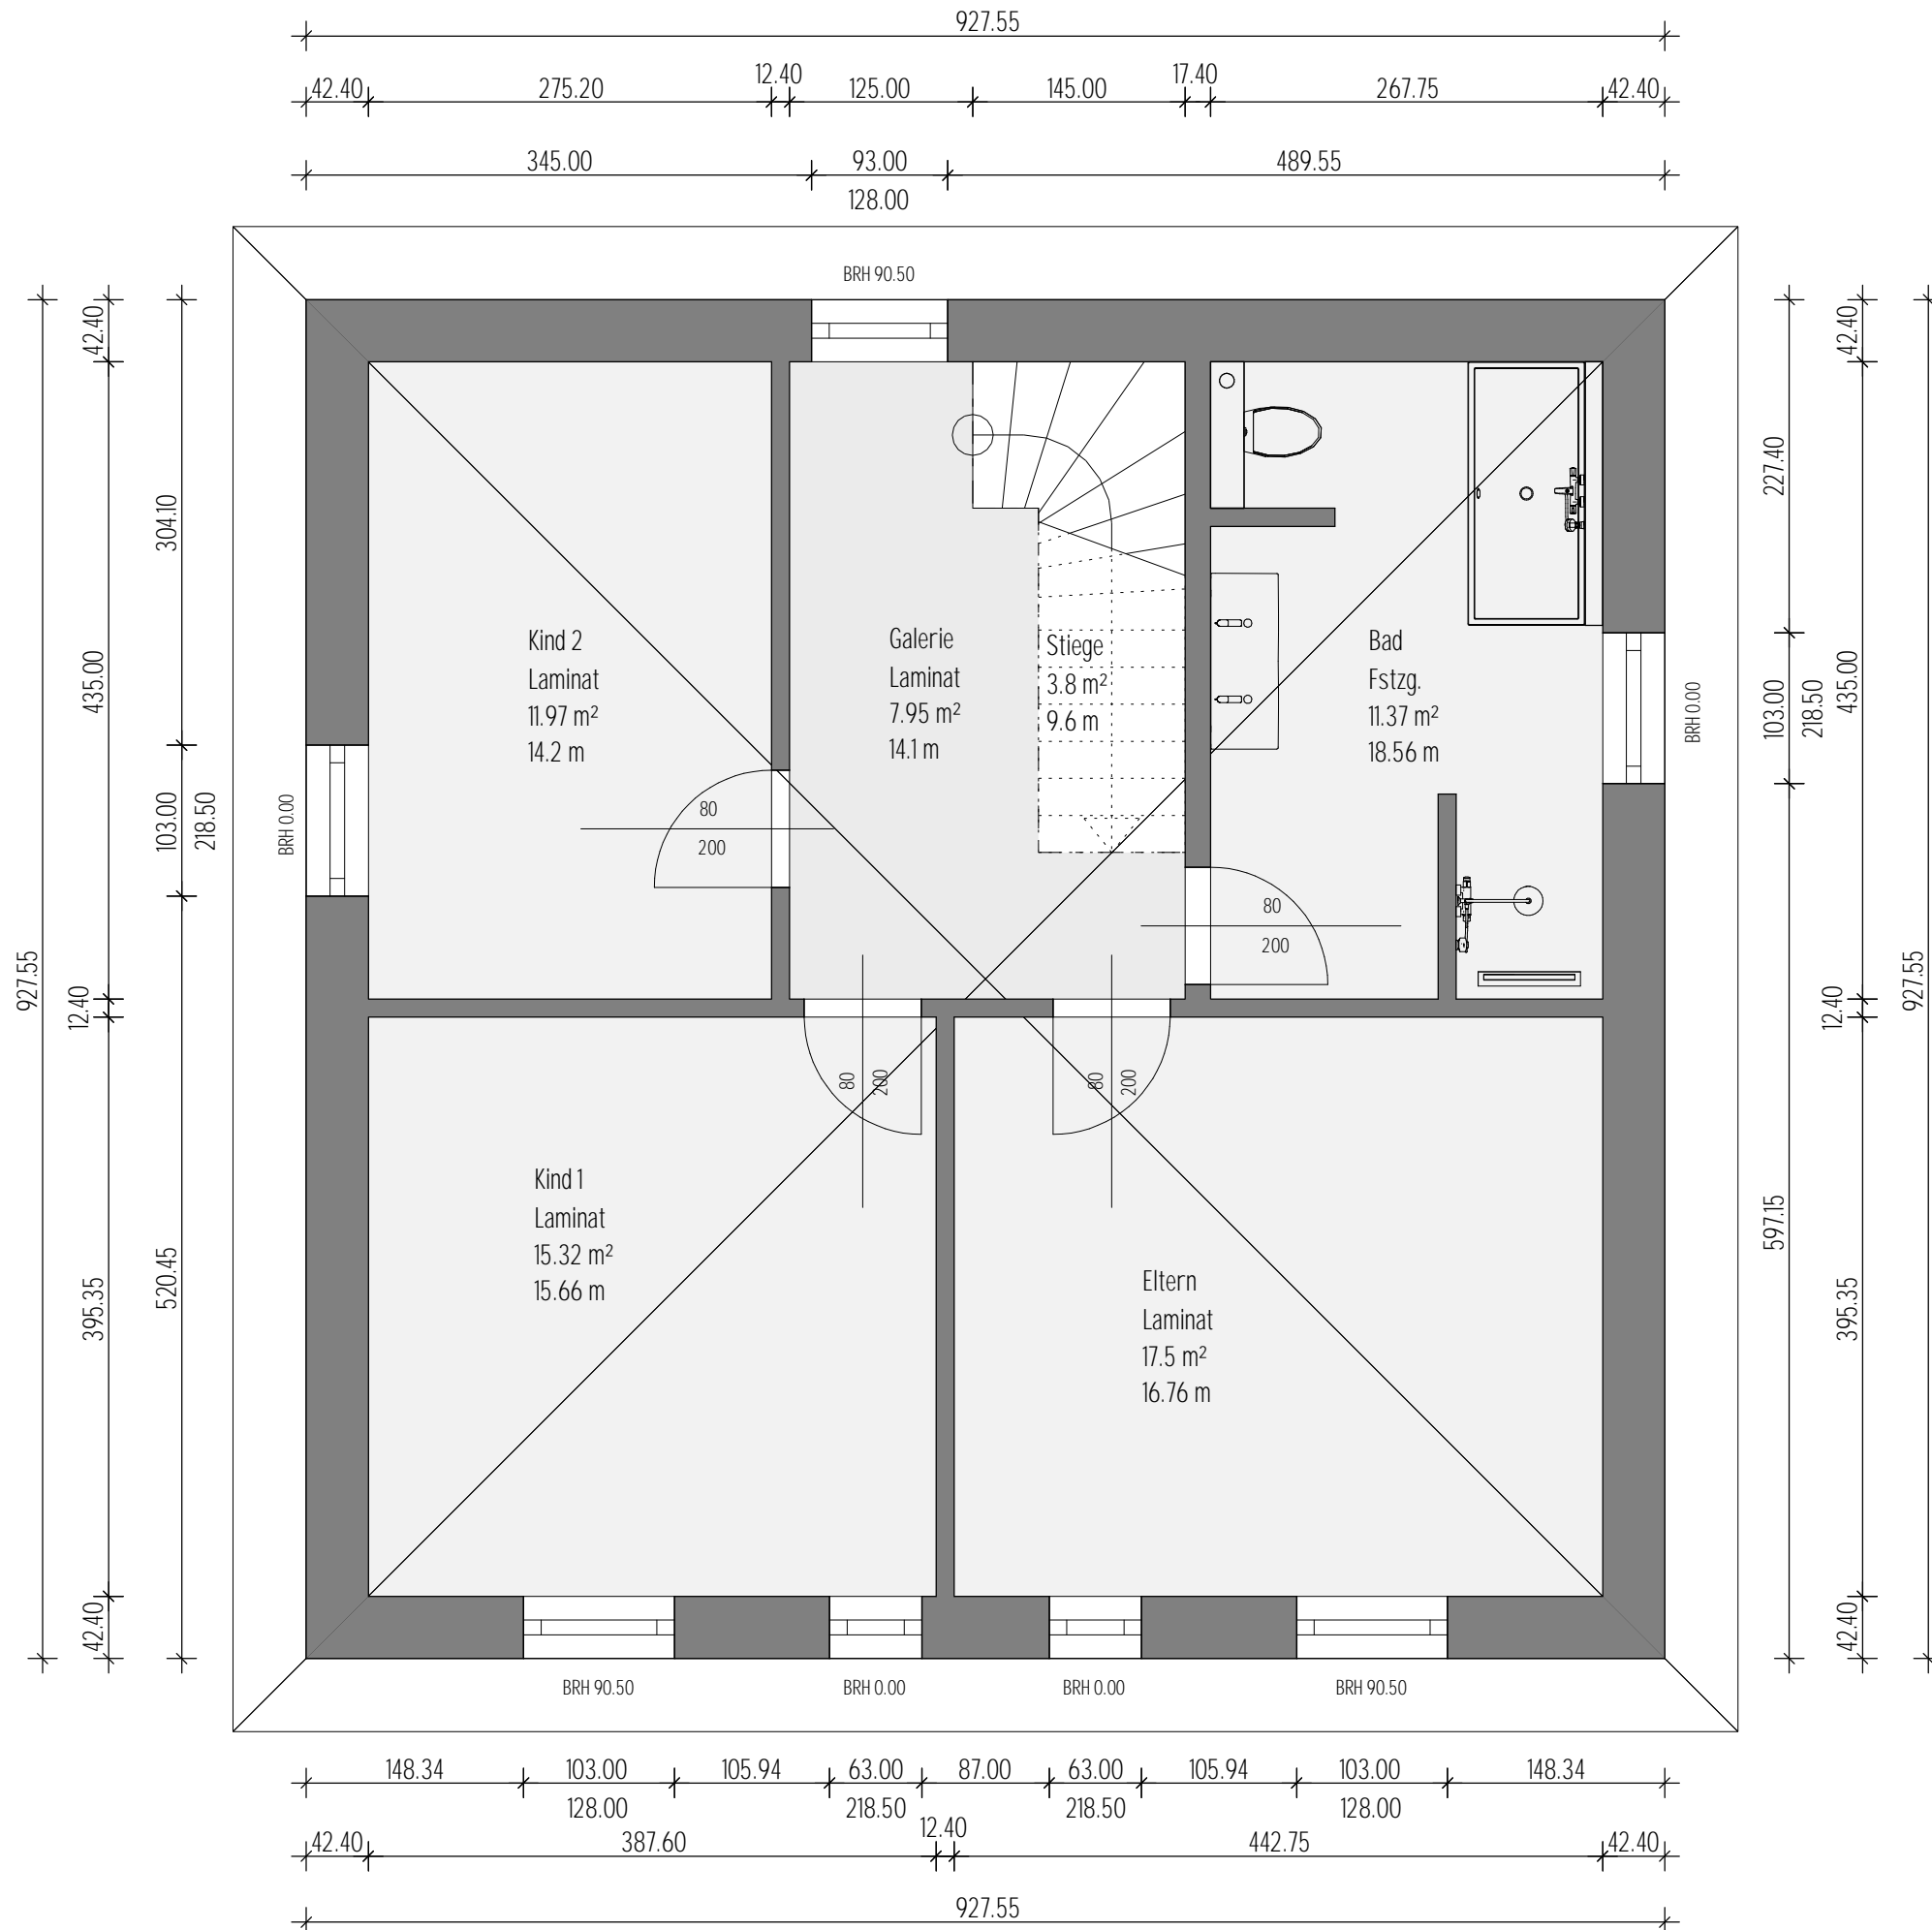 927.55
42.40 275.20 12.40 125.00 145.00 17.40 267.75 42.40
345.00 93.00 489.55
128.00
BRH 90.50
927.55
42.40
435.00
12.40
395.35
42.40
304.10
103.00
218.50
520.45
BRH 0.00
Kind 2
Laminat
11.97 m²
14.2 m
80
200
Galerie
Laminat
7.95 m²
14.1 m
Stiege
3.8 m²
9.6 m
Bad
Fstzg.
11.37 m²
18.56 m
80
200
BRH 0.00
227.40
103.00
218.50
597.15
42.40
435.00
12.40
395.35
42.40
927.55
80
200
80
200
Kind 1
Laminat
15.32 m²
15.66 m
Eltern
Laminat
17.5 m²
16.76 m
BRH 90.50 BRH 0.00 BRH 0.00 BRH 90.50
148.34 103.00 105.94 63.00 87.00 63.00 105.94 103.00 148.34
128.00 218.50 218.50 128.00
42.40 387.60 12.40 442.75 42.40
927.55